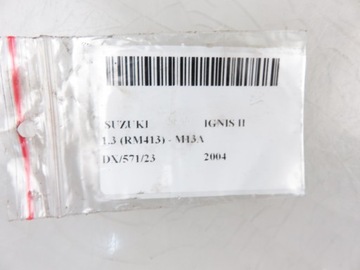 SUZUKI IGNIS II
1.3 (RM413) - M13A
DX/571/23 2004